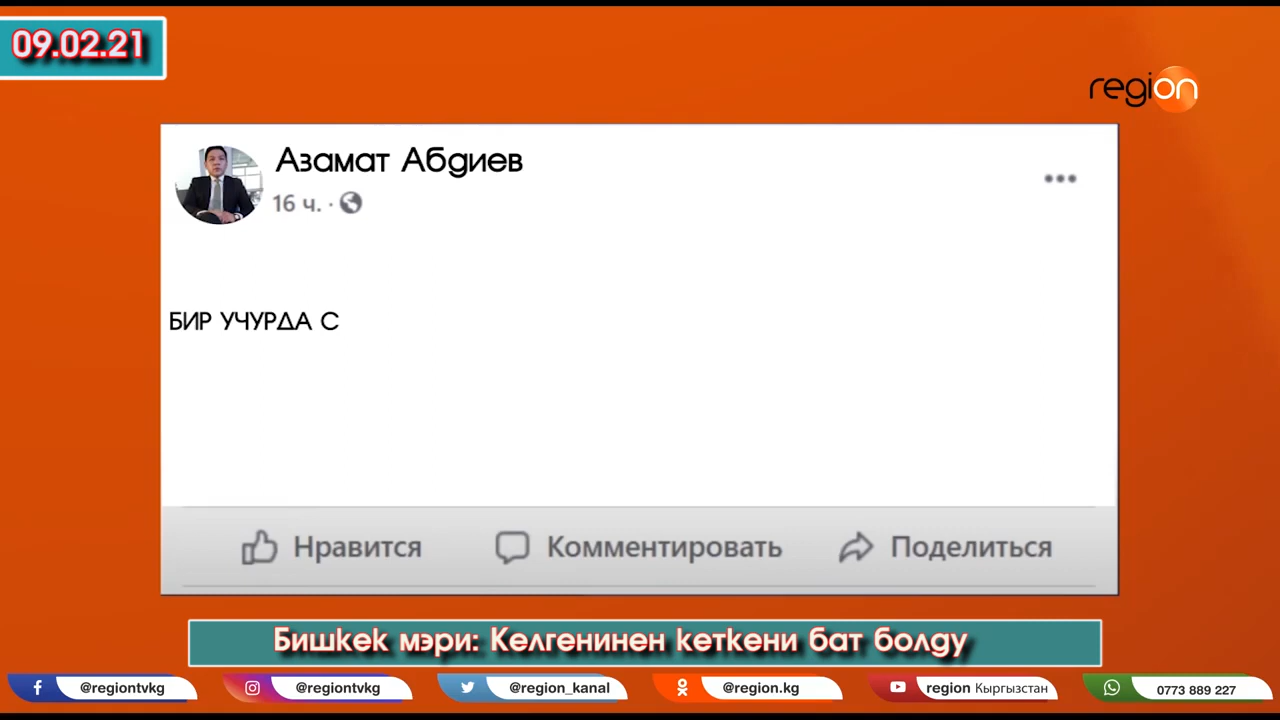 09.02.21
region
Азамат Абдиев
16 ч. ·
БИР УЧУРДА С
Нравится
Комментировать
Поделиться
Бишкек мэри: Келгенинен кеткени бат болду
@regiontvkg
@regiontvkg
@region_kanal
@region.kg
region Кыргызстан
0773 889 227